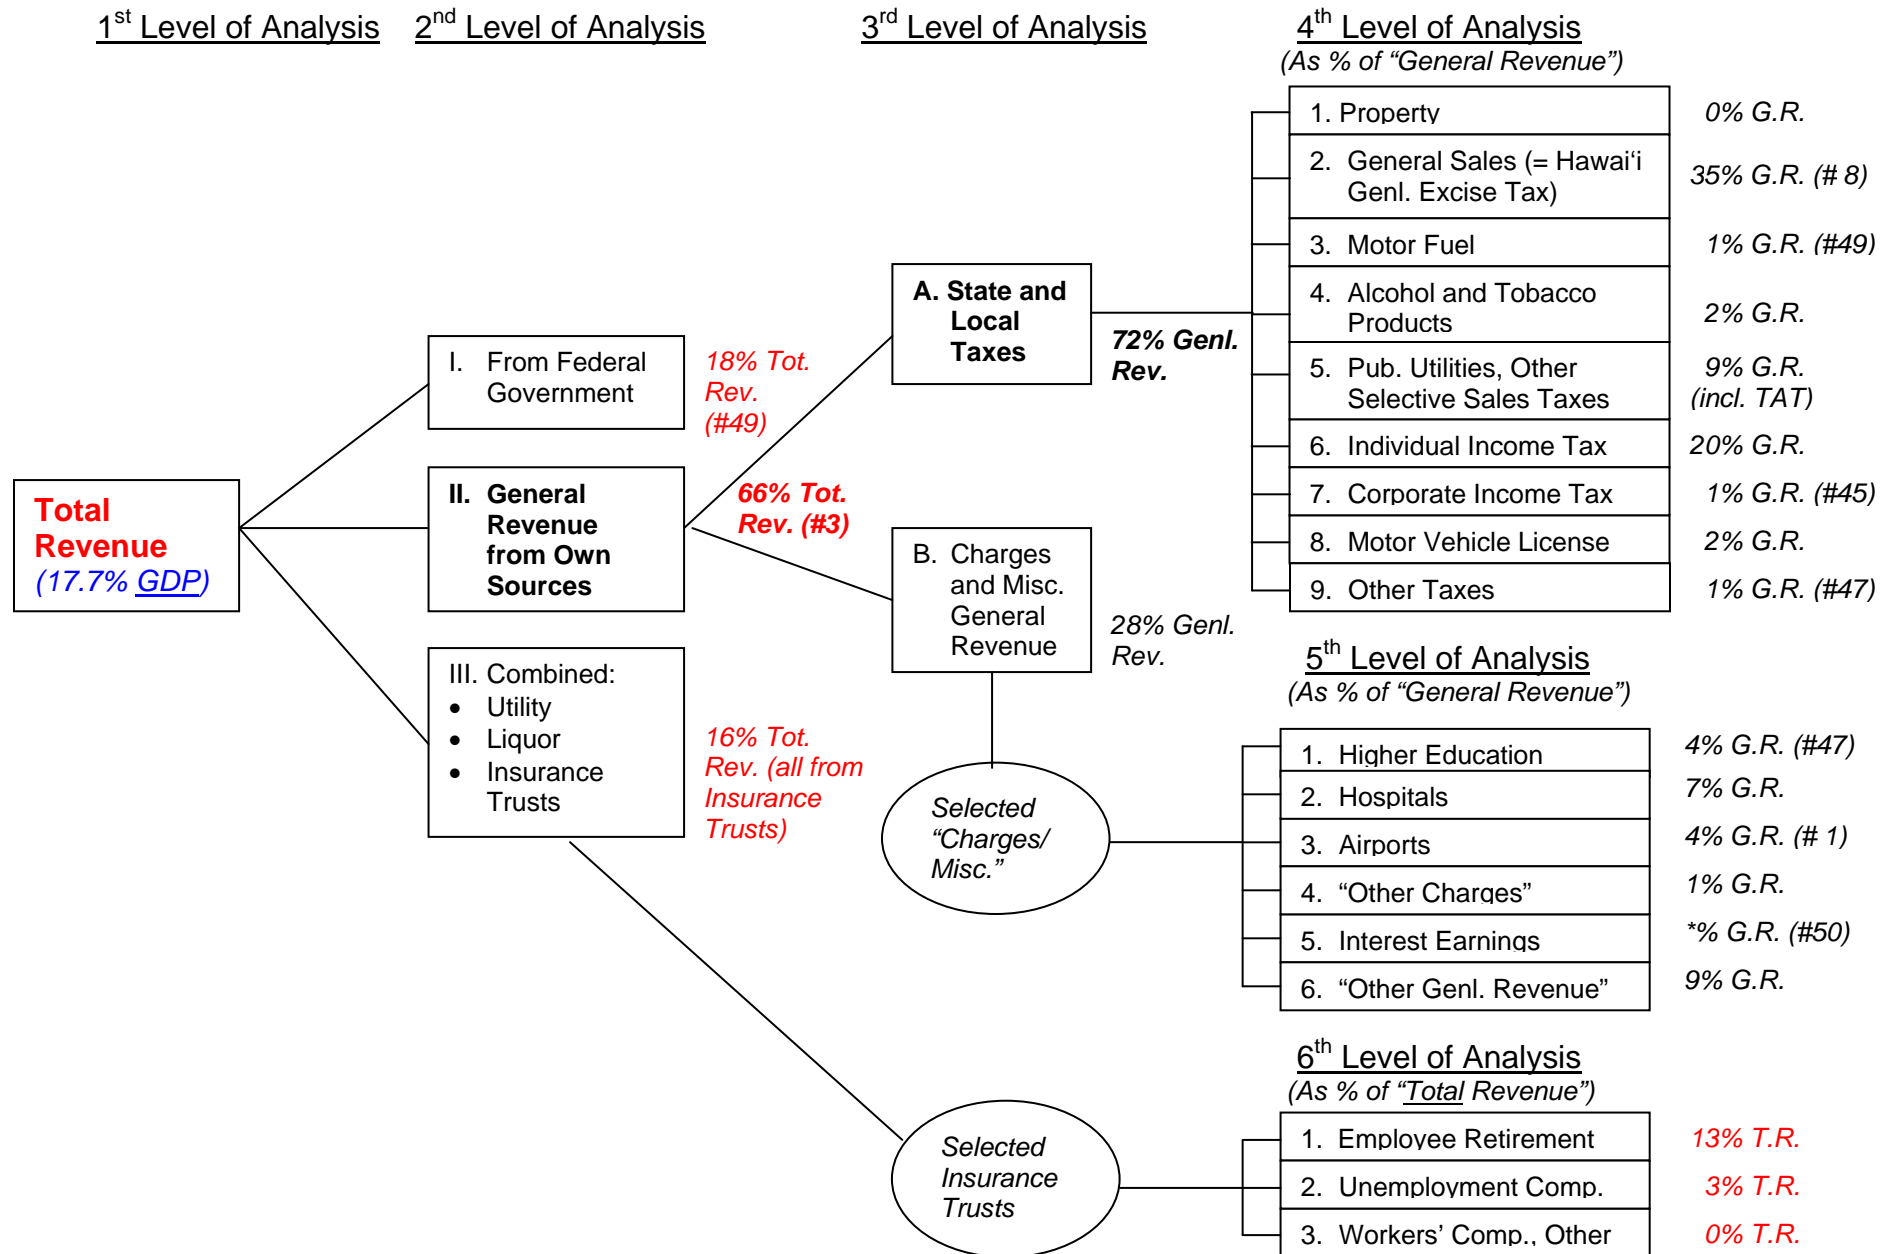 1st Level of Analysis
2nd Level of Analysis
3rd Level of Analysis
4th Level of Analysis
(As % of “General Revenue”)
Total
Revenue
(17.7% GDP)
I. From Federal
Government
18% Tot.
Rev.
(#49)
II. General
Revenue
from Own
Sources
66% Tot.
Rev. (#3)
III. Combined:
• Utility
• Liquor
• Insurance
Trusts
16% Tot.
Rev. (all from
Insurance
Trusts)
A. State and
Local
Taxes
72% Genl.
Rev.
B. Charges
and Misc.
General
Revenue
28% Genl.
Rev.
Selected
“Charges/
Misc.”
Selected
Insurance
Trusts
1. Property
0% G.R.
2. General Sales (= Hawai‘i
Genl. Excise Tax)
35% G.R. (# 8)
3. Motor Fuel
1% G.R. (#49)
4. Alcohol and Tobacco
Products
2% G.R.
5. Pub. Utilities, Other
Selective Sales Taxes
9% G.R.
(incl. TAT)
6. Individual Income Tax
20% G.R.
7. Corporate Income Tax
1% G.R. (#45)
8. Motor Vehicle License
2% G.R.
9. Other Taxes
1% G.R. (#47)
5th Level of Analysis
(As % of “General Revenue”)
1. Higher Education
4% G.R. (#47)
2. Hospitals
7% G.R.
3. Airports
4% G.R. (# 1)
4. “Other Charges”
1% G.R.
5. Interest Earnings
*% G.R. (#50)
6. “Other Genl. Revenue”
9% G.R.
6th Level of Analysis
(As % of “Total Revenue”)
1. Employee Retirement
13% T.R.
2. Unemployment Comp.
3% T.R.
3. Workers’ Comp., Other
0% T.R.